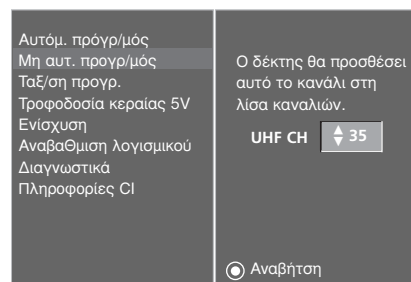 Αυτόμ. πρόγρ/μός
Μη αυτ. προγρ/μός
Ταξ/ση προγρ.
Τροφοδοσία κεραίας 5V
Ενίσχυση
ΑναβαΘμιση λογισμικού
Διαγνωστικά
Πληροφορίες CI
Ο δέκτης θα προσθέσει
αυτό το κανάλι στη
λίσα καναλιών.
UHF CH 35
Αναβήτση